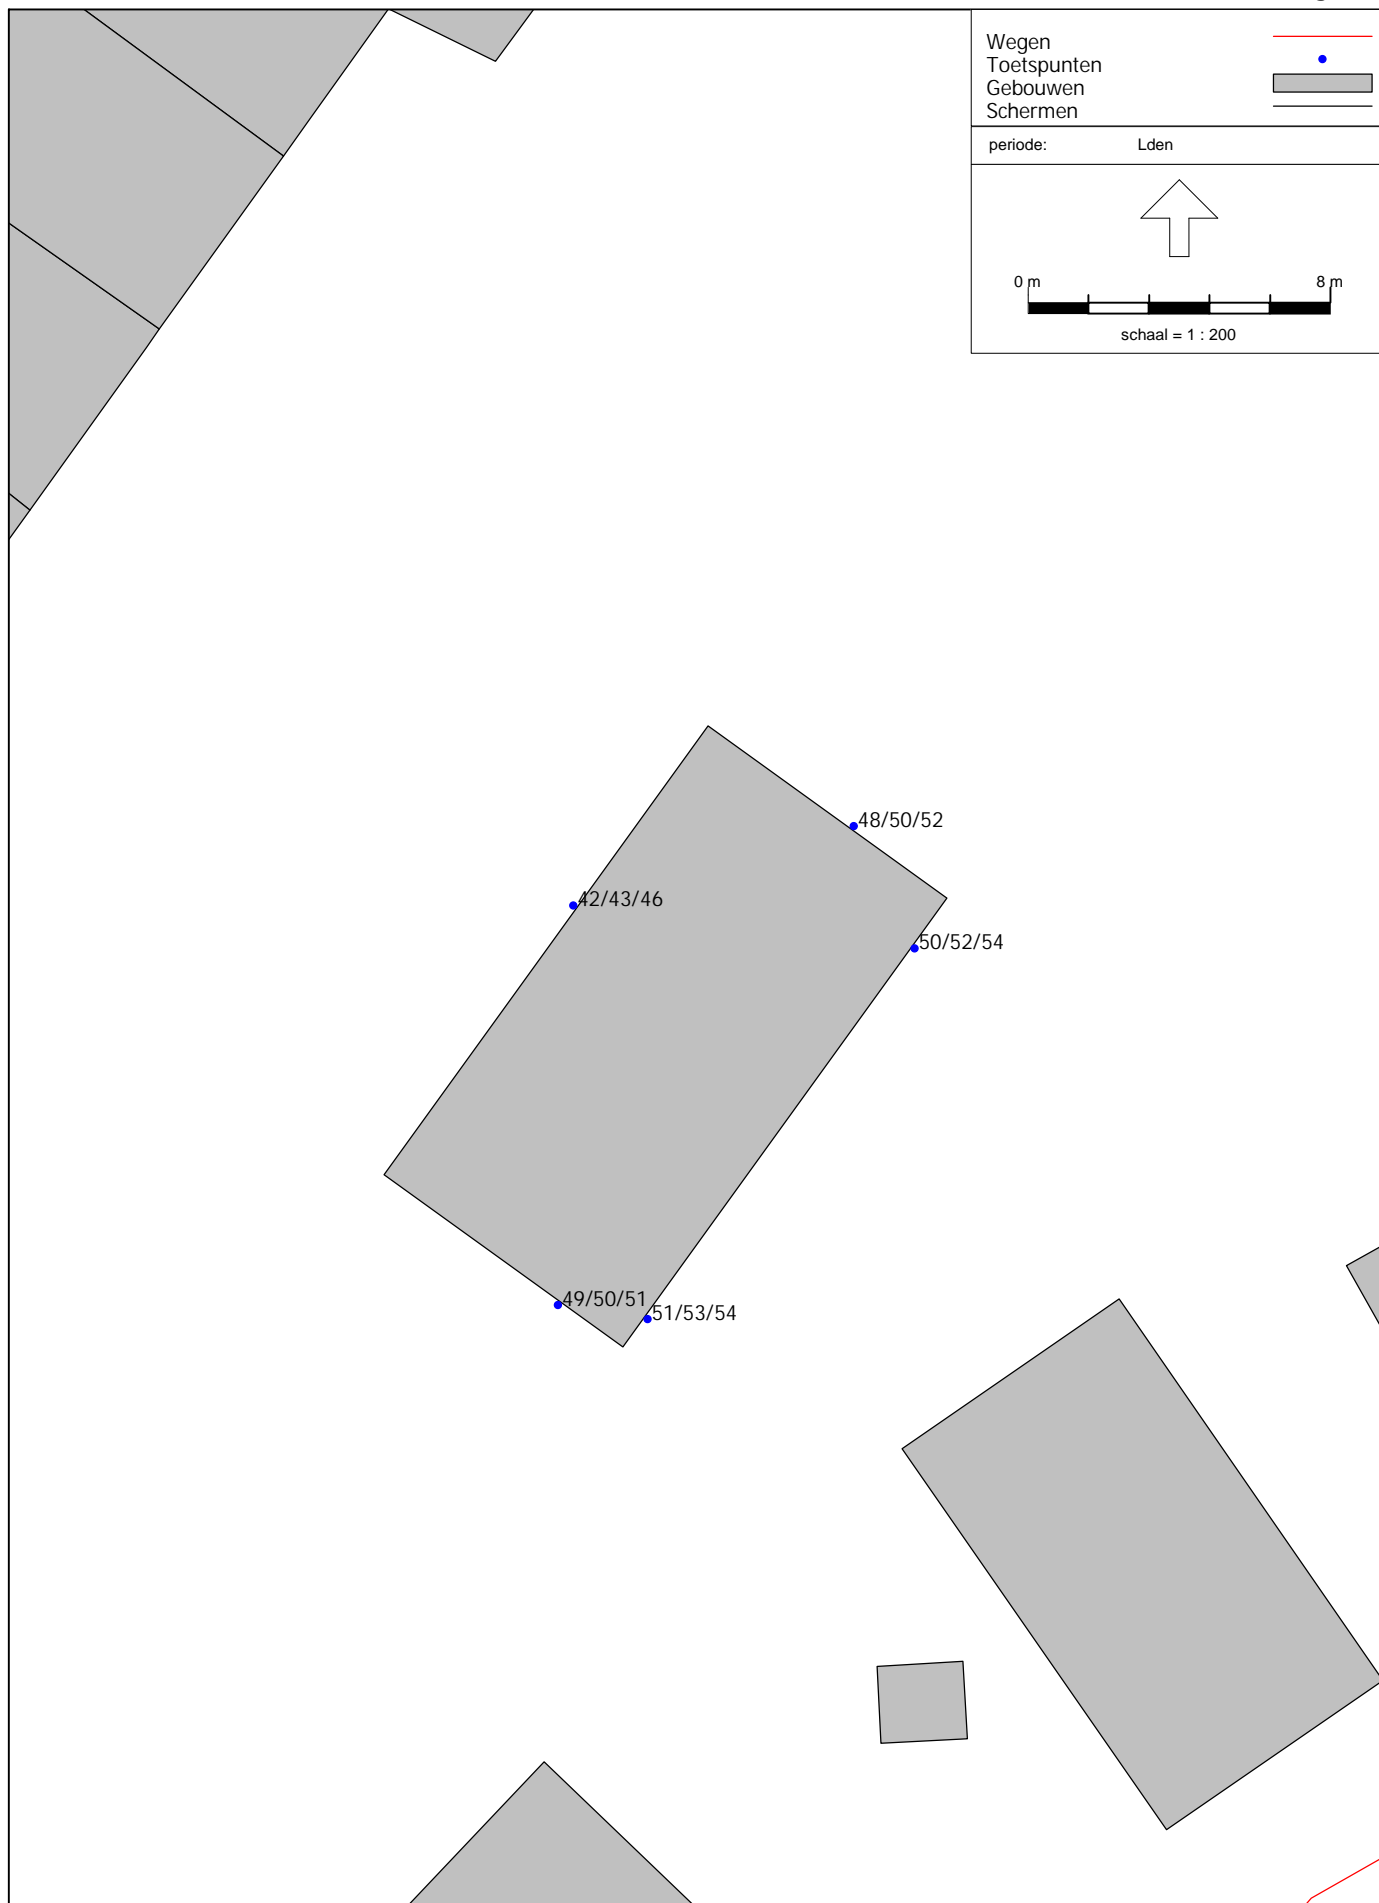 Wegen
Toetspunten
Gebouwen
Schermen
periode: Lden
0 m 8 m
schaal = 1 : 200
48/50/52
42/43/46
50/52/54
49/50/51
51/53/54